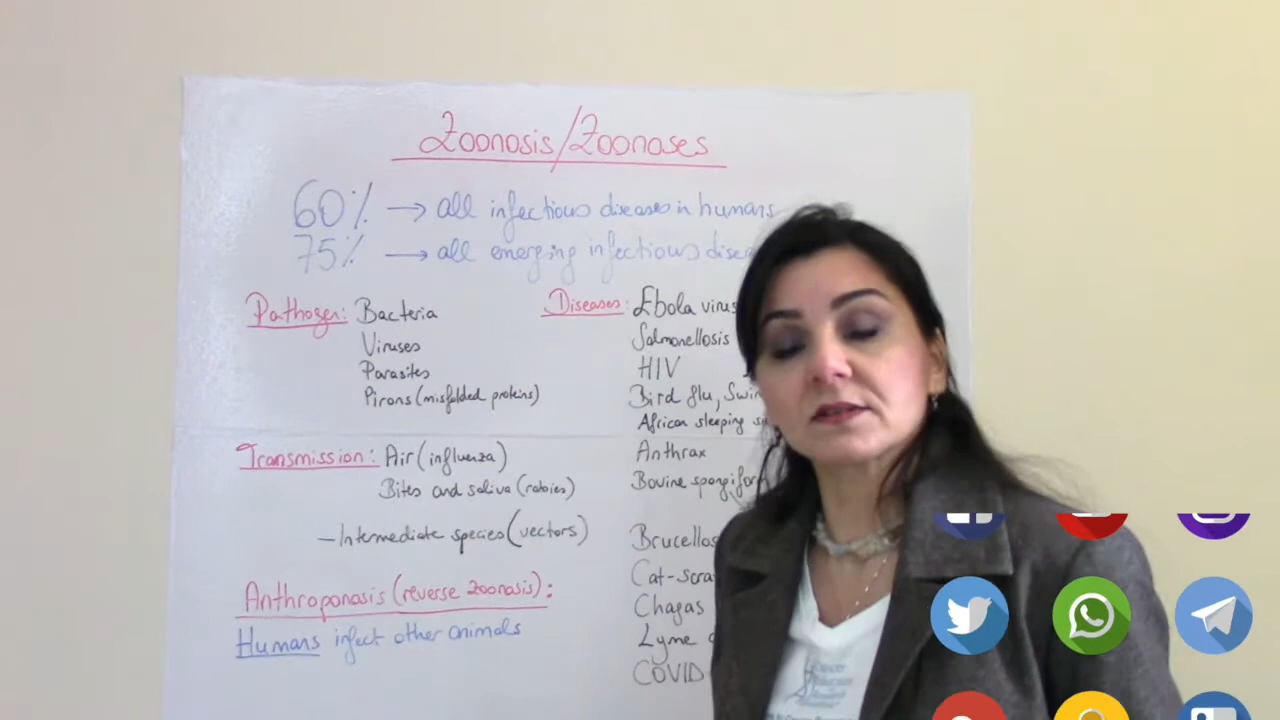 Zoonosis/Zoonoses
60% → all infectious diseases in humans
75% → all emerging infectious disea
Pathogen: Bacteria
Viruses
Parasites
Pirons (misfolded proteins)
Transmission: Air (influenza)
Bites and saliva (rabies)
- Intermediate species (vectors)
Anthroponosis (reverse zoonosis):
Humans infect other animals
Diseases: Ebola virus
Salmonellosis
HIV
Bird flu, Swin
African sleeping s
Anthrax
Bovine spongiform
Brucellos
Cat-scra
Chagas
Lyme
COVID